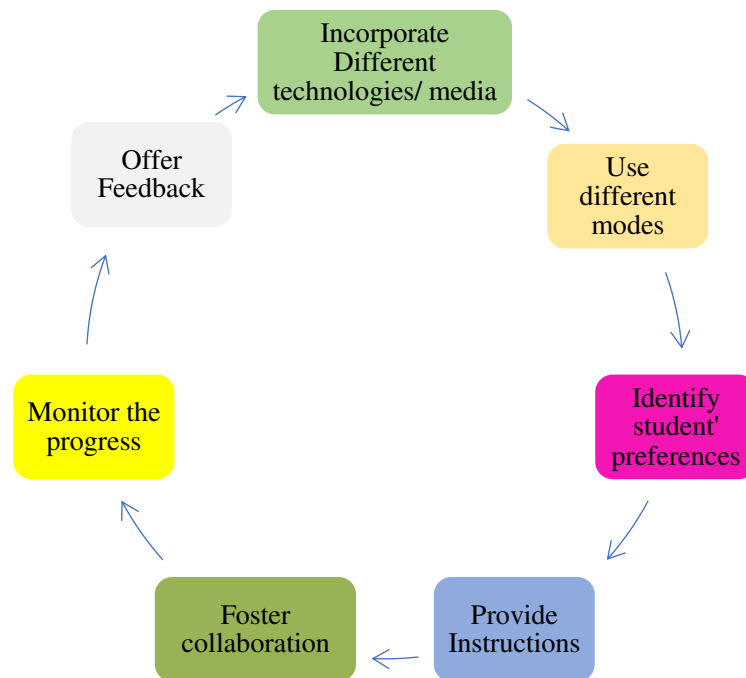 Incorporate
Different
technologies/ media
Use
different
modes
Identify
student'
preferences
Provide
Instructions
Foster
collaboration
Monitor the
progress
Offer
Feedback